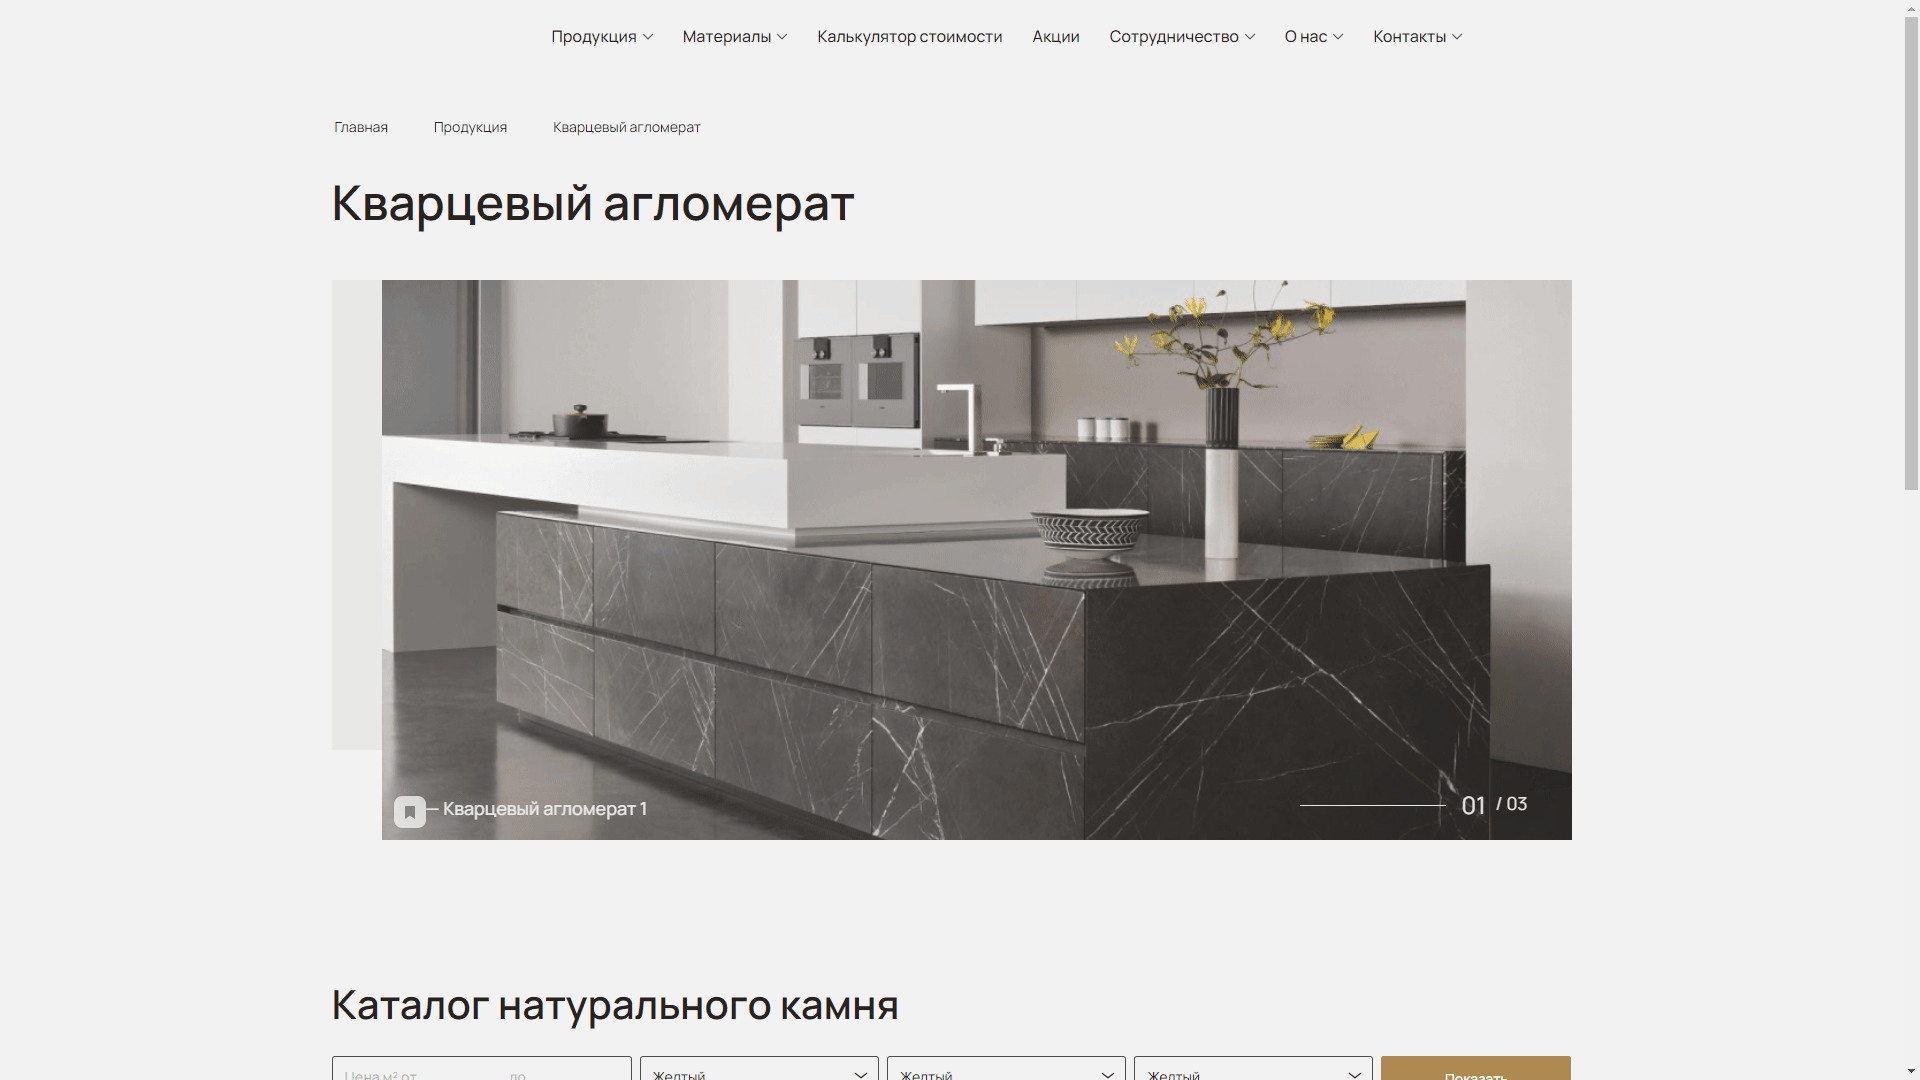 Продукция Материалы Калькулятор стоимости Акции Сотрудничество О нас Контакты
Главная Продукция Кварцевый агломерат
Кварцевый агломерат
— Кварцевый агломерат 1
01 / 03
Каталог натурального камня
Цена м² от до Желтый Желтый Желтый Показать